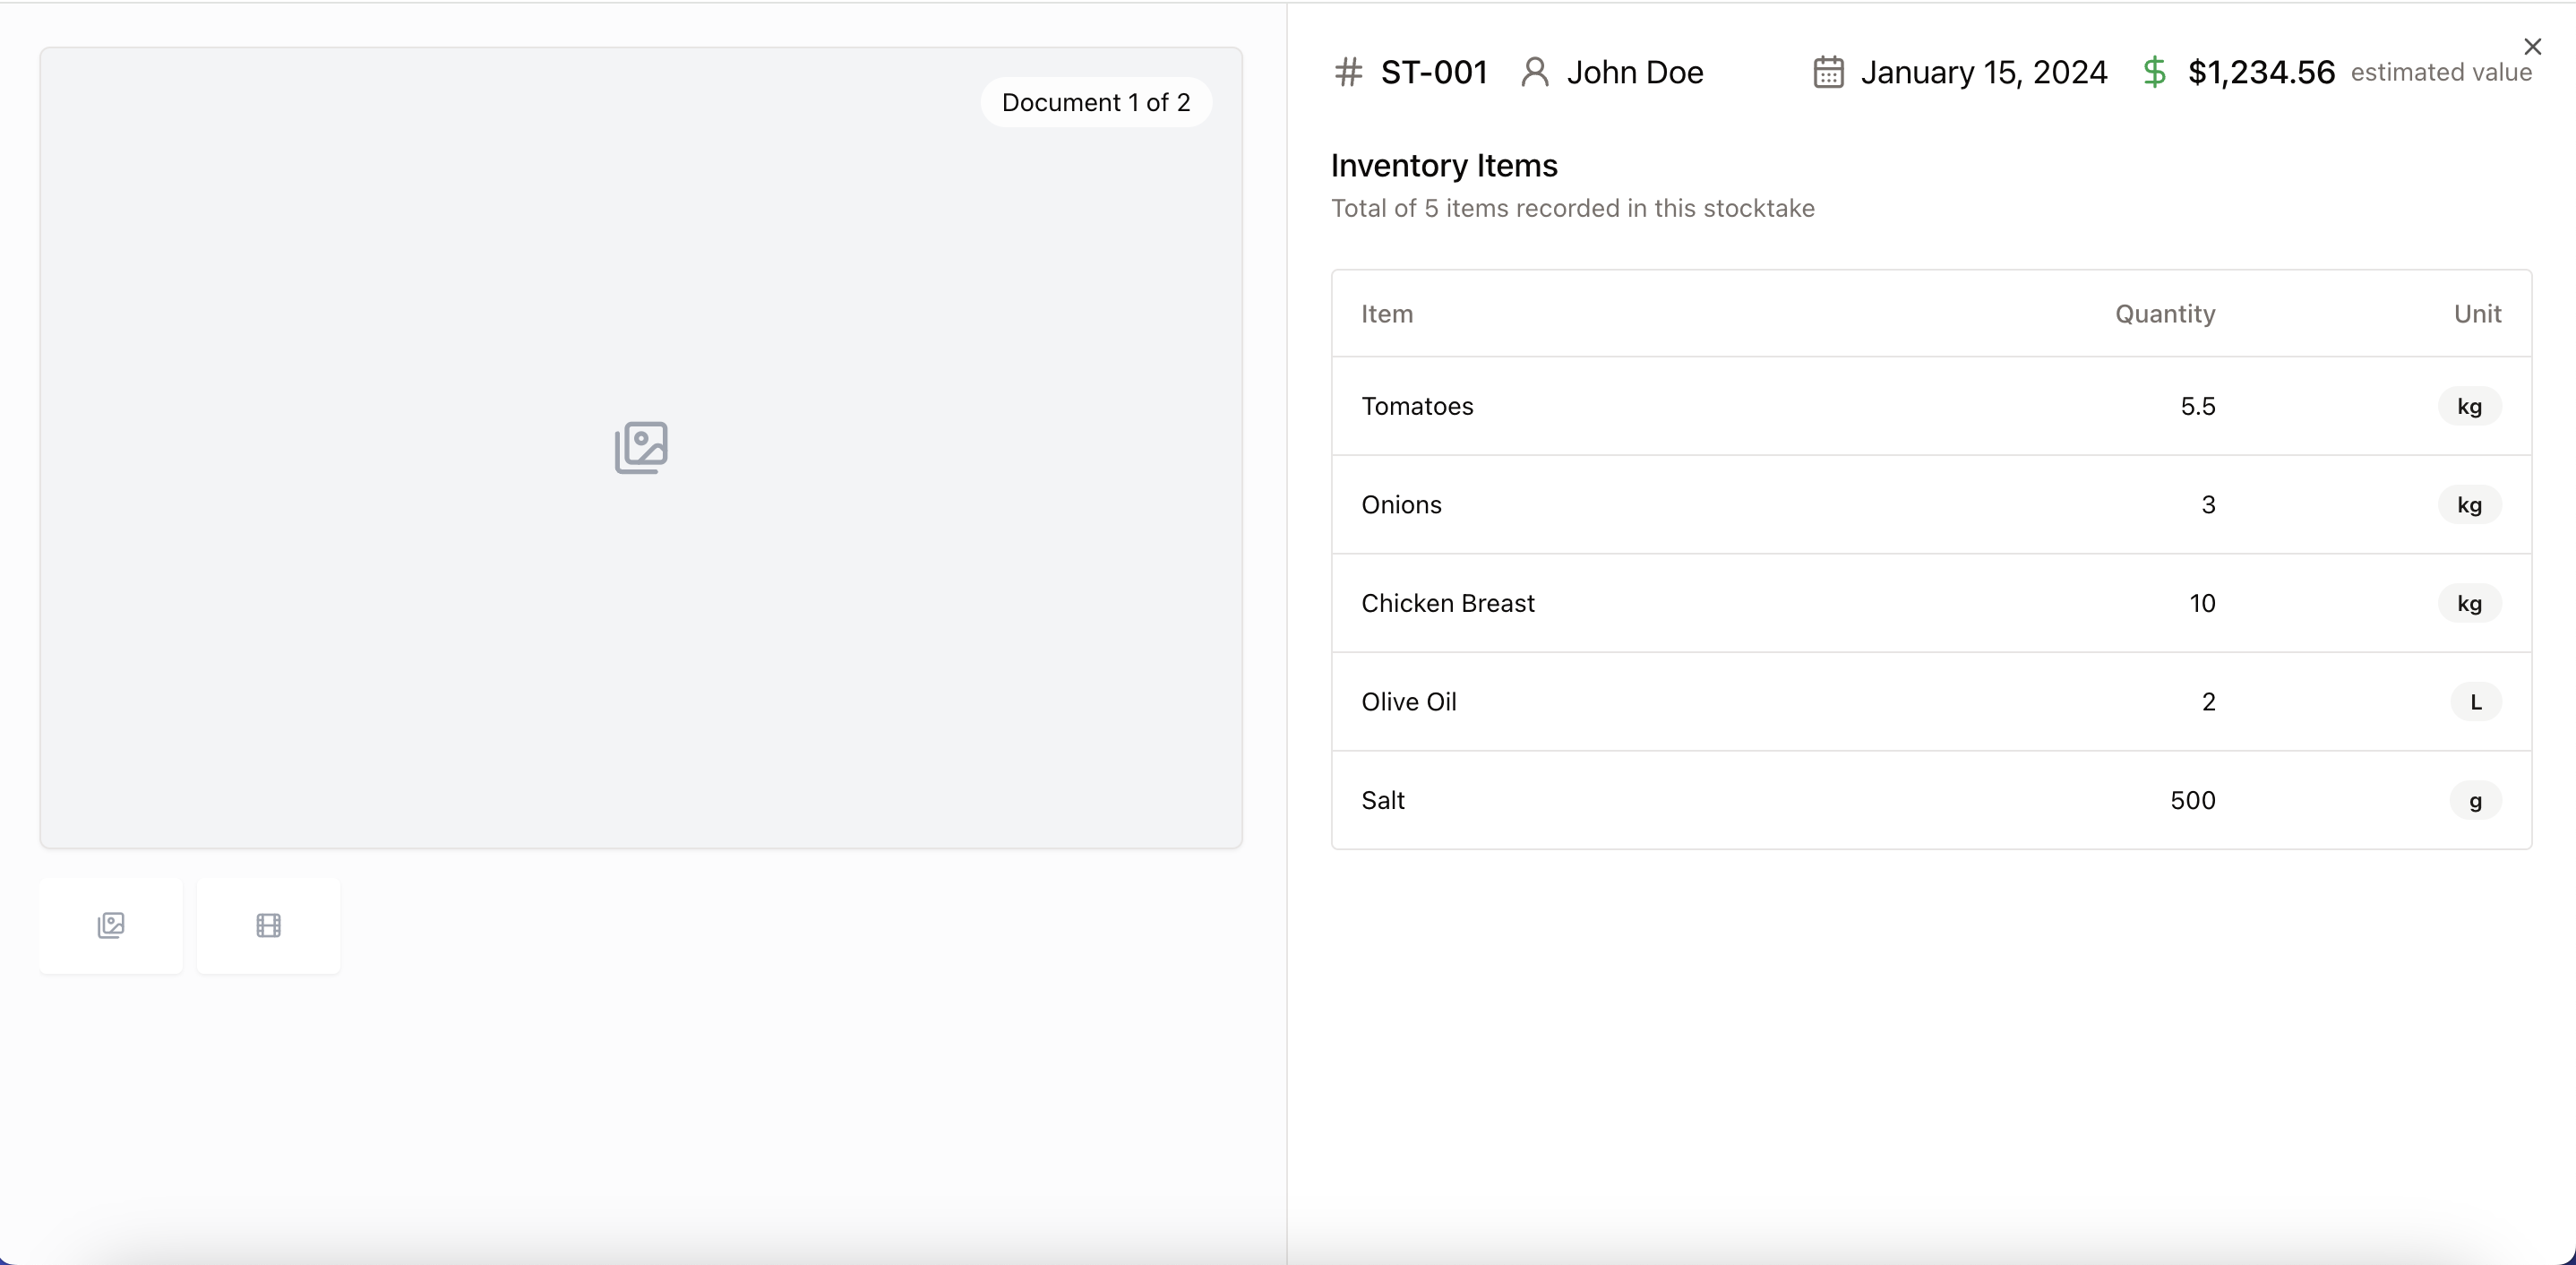 Document 1 of 2
# ST-001 John Doe January 15, 2024 $ $1,234.56 estimated value
Inventory Items
Total of 5 items recorded in this stocktake
Item Quantity Unit
Tomatoes 5.5 kg
Onions 3 kg
Chicken Breast 10 kg
Olive Oil 2 L
Salt 500 g